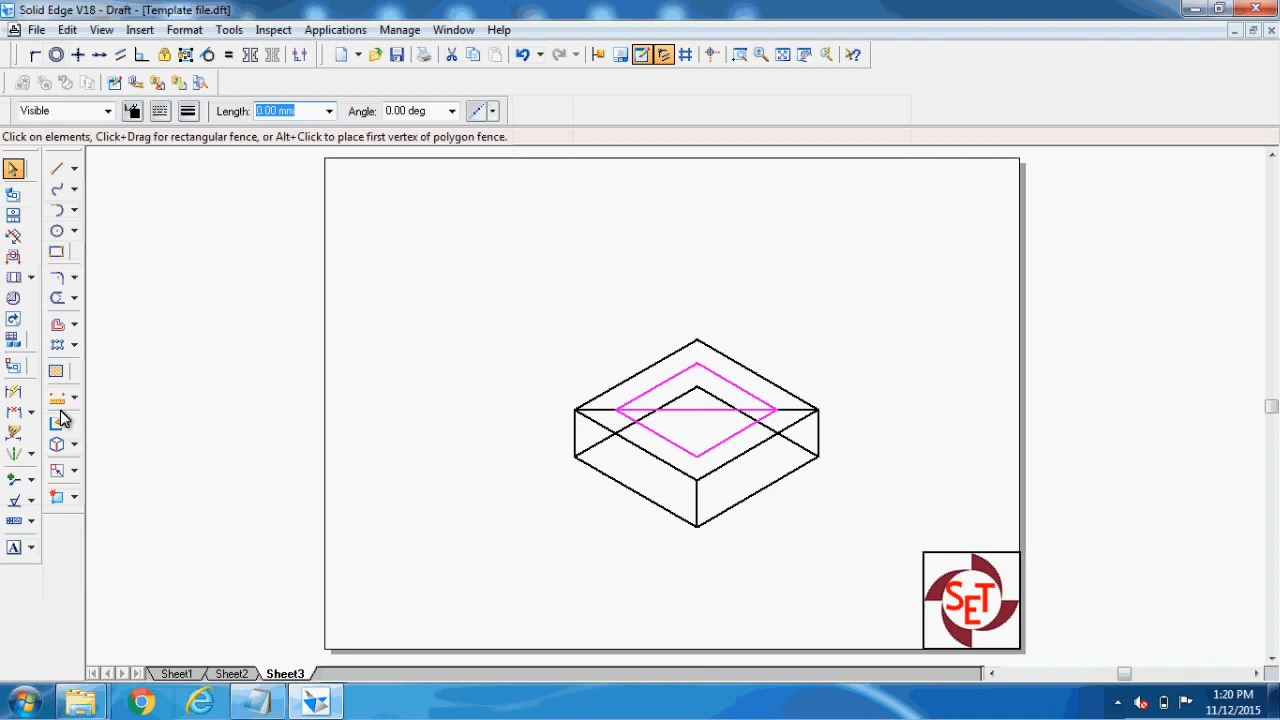 Solid Edge V18 - Draft - [Template file.dft]
File Edit View Insert Format Tools Inspect Applications Manage Window Help
Visible Length: 0.00 mm Angle: 0.00 deg
Click on elements, Click+Drag for rectangular fence, or Alt+Click to place first vertex of polygon fence.
A
SET
Sheet1 Sheet2 Sheet3
1:20 PM
11/12/2015